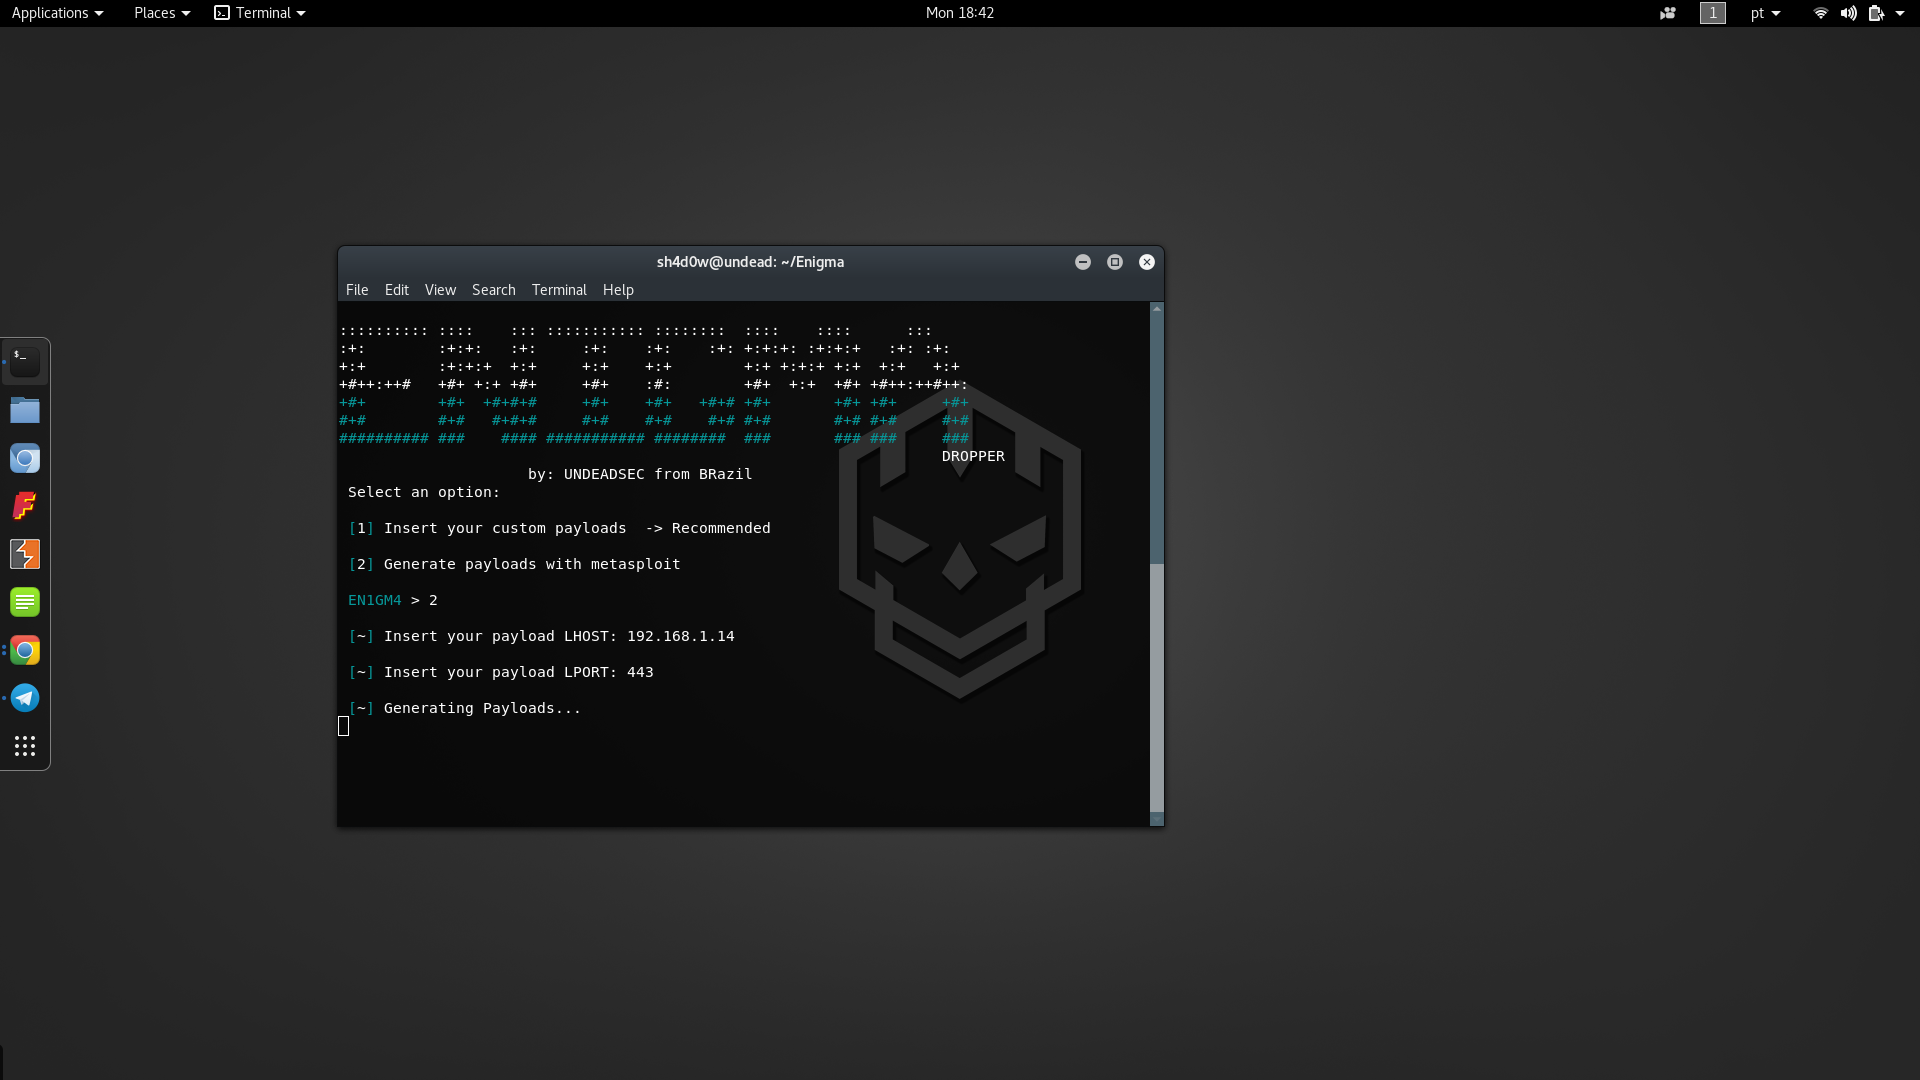 Applications Places Terminal Mon 18:42 1 pt
sh4d0w@undead: ~/Enigma
File Edit View Search Terminal Help
:::::::::: ::::    ::: ::::::::::: ::::::::  ::::    ::::      :::
:+:        :+:+:   :+:     :+:    :+:    :+: +:+:+: :+:+:+   :+: :+:
+:+        :+:+:+  +:+     +:+    +:+        +:+ +:+:+ +:+  +:+   +:+
+#++:++#   +#+ +:+ +#+     +#+    :#:        +#+  +:+  +#+ +#++:++#++:
+#+        +#+  +#+#+#     +#+    +#+   +#+# +#+       +#+ +#+     +#+
#+#        #+#   #+#+#     #+#    #+#    #+# #+#       #+# #+#     #+#
########## ###    #### ########### ########  ###       ### ###     ###
DROPPER
by: UNDEADSEC from BRazil
Select an option:
[1] Insert your custom payloads  -> Recommended
[2] Generate payloads with metasploit
EN1GM4 > 2
[~] Insert your payload LHOST: 192.168.1.14
[~] Insert your payload LPORT: 443
[~] Generating Payloads...